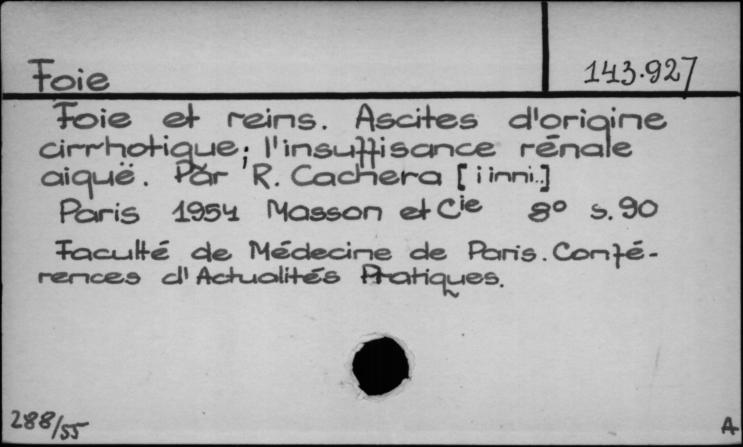 Foie
143.927
Foie et reins. Ascites d'origine
cirrhotique; l'insuffisance rénale
aiquë. Par R. Cachera [i inni..]
Paris 1954 Masson et Cie 8° s. 90
Faculté de Médecine de Paris. Confé-
rences d'Actualités Pratiques.
288/55
A